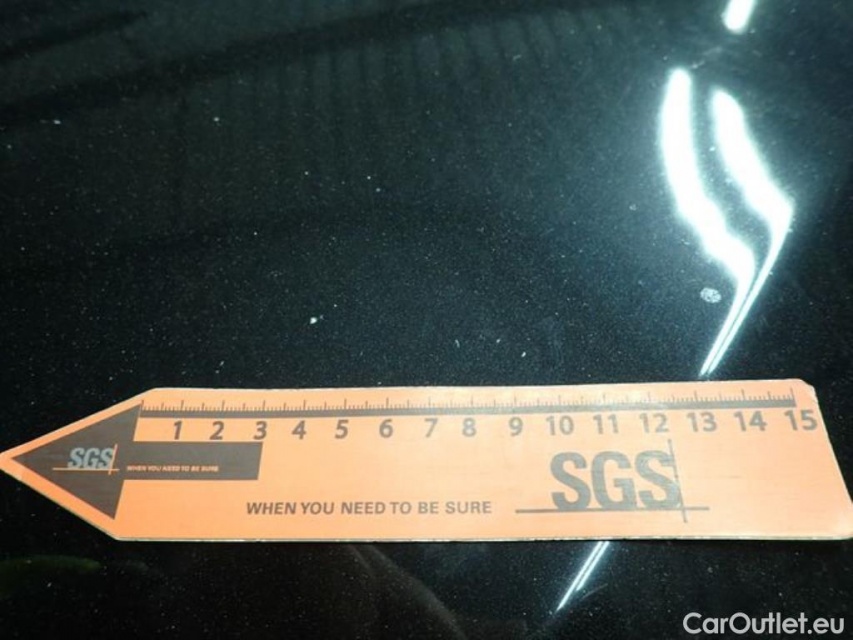 1 2 3 4 5 6 7 8 9 10 11 12 13 14 15
SGS WHEN YOU NEED TO BE SURE
WHEN YOU NEED TO BE SURE SGS
CarOutlet.eu